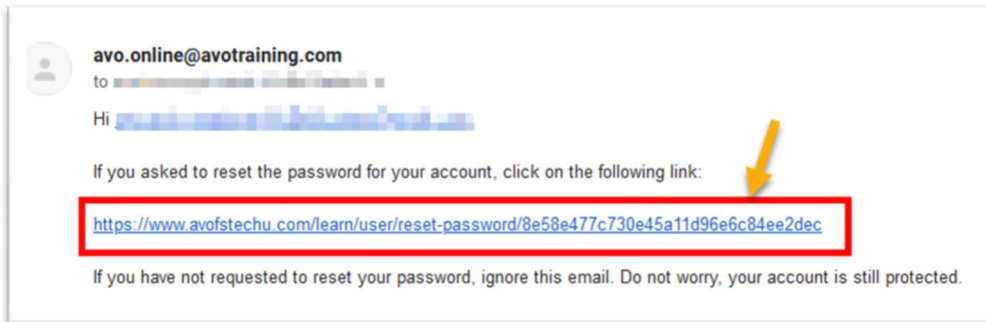 avo.online@avotraining.com
to
Hi
If you asked to reset the password for your account, click on the following link:
https://www.avofstechu.com/learn/user/reset-password/8e58e477c730e45a11d96e6c84ee2dec
If you have not requested to reset your password, ignore this email. Do not worry, your account is still protected.